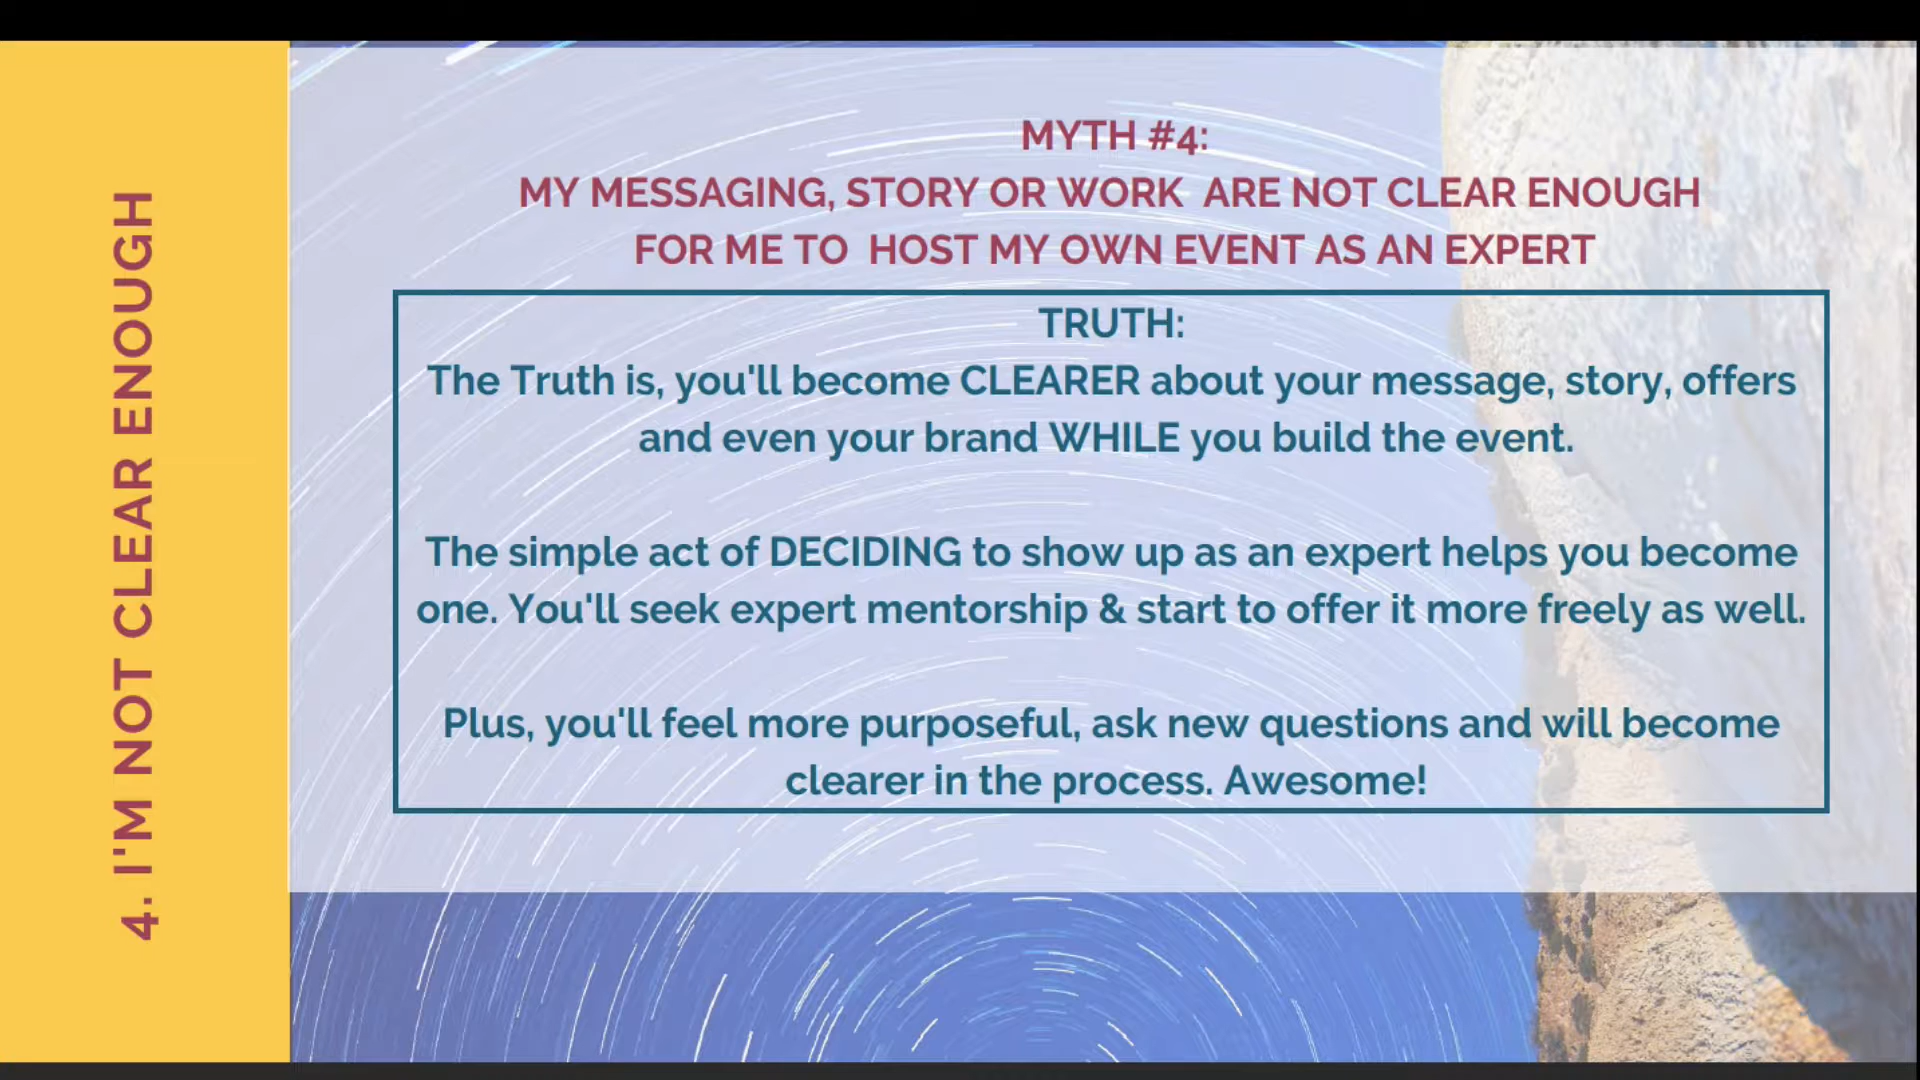 4. I'M NOT CLEAR ENOUGH
MYTH #4:
MY MESSAGING, STORY OR WORK ARE NOT CLEAR ENOUGH
FOR ME TO HOST MY OWN EVENT AS AN EXPERT
TRUTH:
The Truth is, you'll become CLEARER about your message, story, offers
and even your brand WHILE you build the event.
The simple act of DECIDING to show up as an expert helps you become
one. You'll seek expert mentorship & start to offer it more freely as well.
Plus, you'll feel more purposeful, ask new questions and will become
clearer in the process. Awesome!